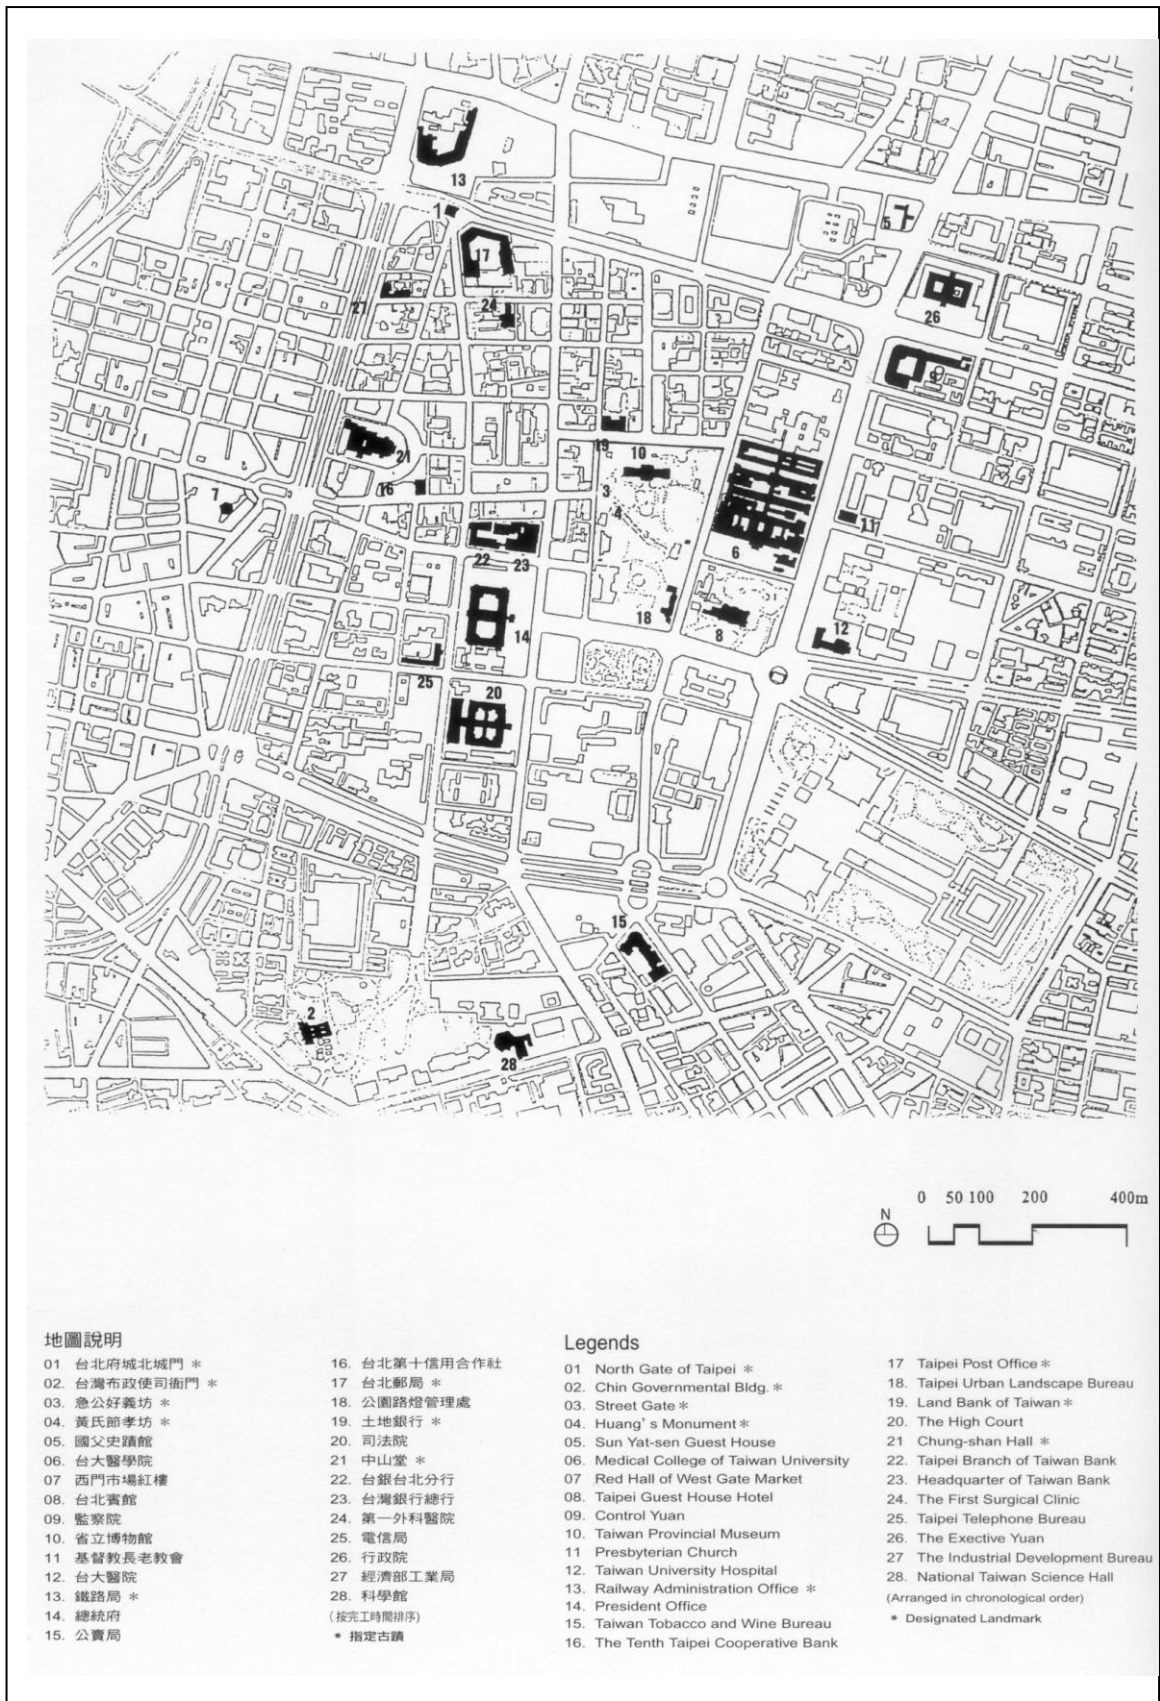 13
1
5
17
27
24
26
9
21
19
10
16
7
3
4
11
6
22
23
18
8
12
14
25
20
15
2
28
N
0 50 100 200 400m
地圖說明
01 台北府城北城門 *
02. 台灣布政使司衙門 *
03. 急公好義坊 *
04. 黃氏節孝坊 *
05. 國父史蹟館
06. 台大醫學院
07 西門市場紅樓
08. 台北賓館
09. 監察院
10. 省立博物館
11 基督教長老教會
12. 台大醫院
13. 鐵路局 *
14. 總統府
15. 公賣局
16. 台北第十信用合作社
17 台北郵局 *
18. 公園路燈管理處
19. 土地銀行 *
20. 司法院
21 中山堂 *
22. 台銀台北分行
23. 台灣銀行總行
24. 第一外科醫院
25. 電信局
26. 行政院
27 經濟部工業局
28. 科學館
(按完工時間排序)
* 指定古蹟
Legends
01 North Gate of Taipei *
02. Chin Governmental Bldg. *
03. Street Gate *
04. Huang's Monument *
05. Sun Yat-sen Guest House
06. Medical College of Taiwan University
07 Red Hall of West Gate Market
08. Taipei Guest House Hotel
09. Control Yuan
10. Taiwan Provincial Museum
11 Presbyterian Church
12. Taiwan University Hospital
13. Railway Administration Office *
14. President Office
15. Taiwan Tobacco and Wine Bureau
16. The Tenth Taipei Cooperative Bank
17 Taipei Post Office *
18. Taipei Urban Landscape Bureau
19. Land Bank of Taiwan *
20. The High Court
21 Chung-shan Hall *
22. Taipei Branch of Taiwan Bank
23. Headquarter of Taiwan Bank
24. The First Surgical Clinic
25. Taipei Telephone Bureau
26. The Exective Yuan
27 The Industrial Development Bureau
28. National Taiwan Science Hall
(Arranged in chronological order)
* Designated Landmark